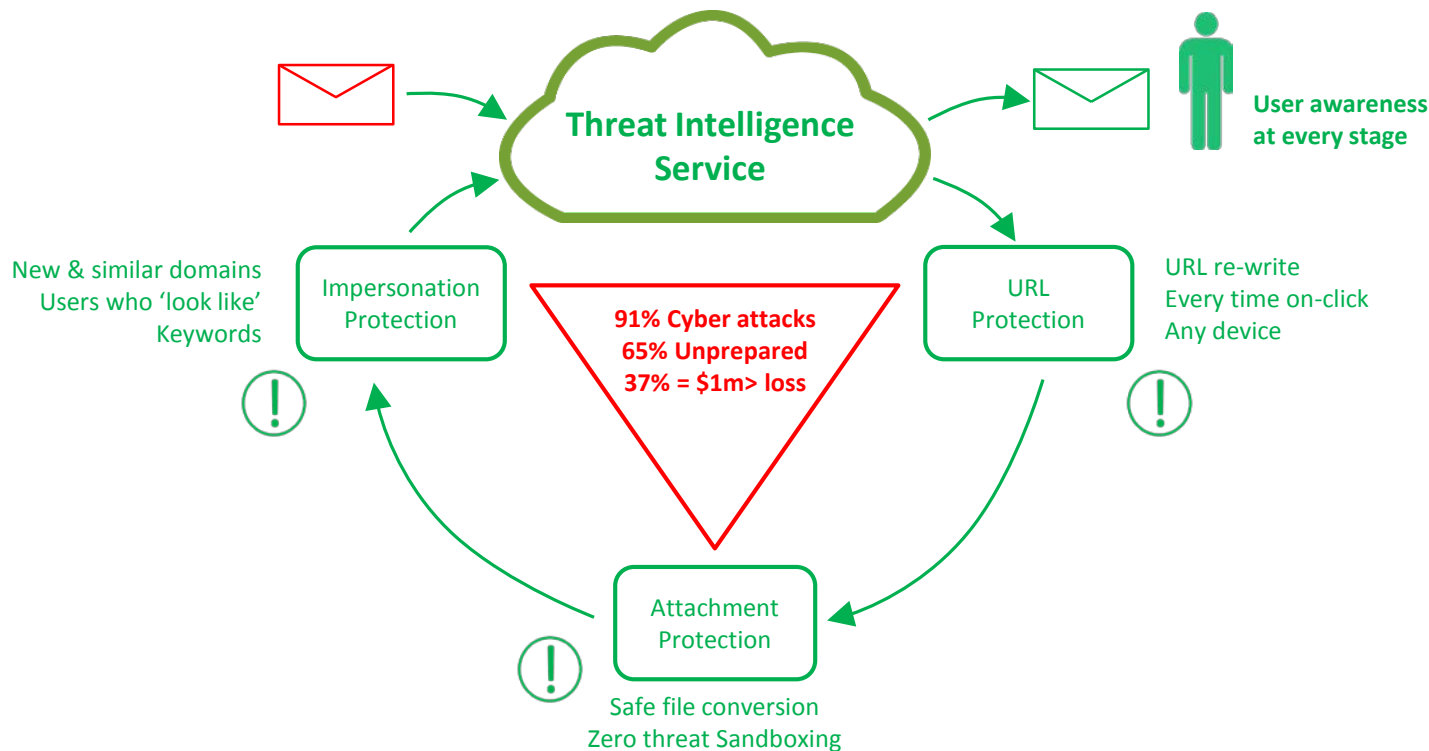 Threat Intelligence
Service
User awareness
at every stage
New & similar domains
Users who ‘look like’
Keywords
Impersonation
Protection
91% Cyber attacks
65% Unprepared
37% = $1m> loss
URL
Protection
URL re-write
Every time on-click
Any device
Attachment
Protection
Safe file conversion
Zero threat Sandboxing